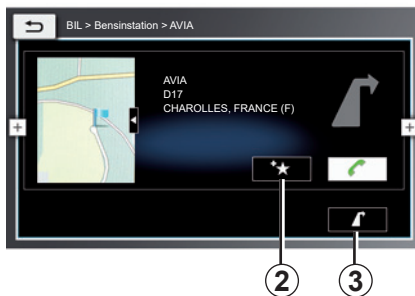 BIL > Bensinstation > AVIA
AVIA
D17
CHAROLLES, FRANCE (F)
2
3